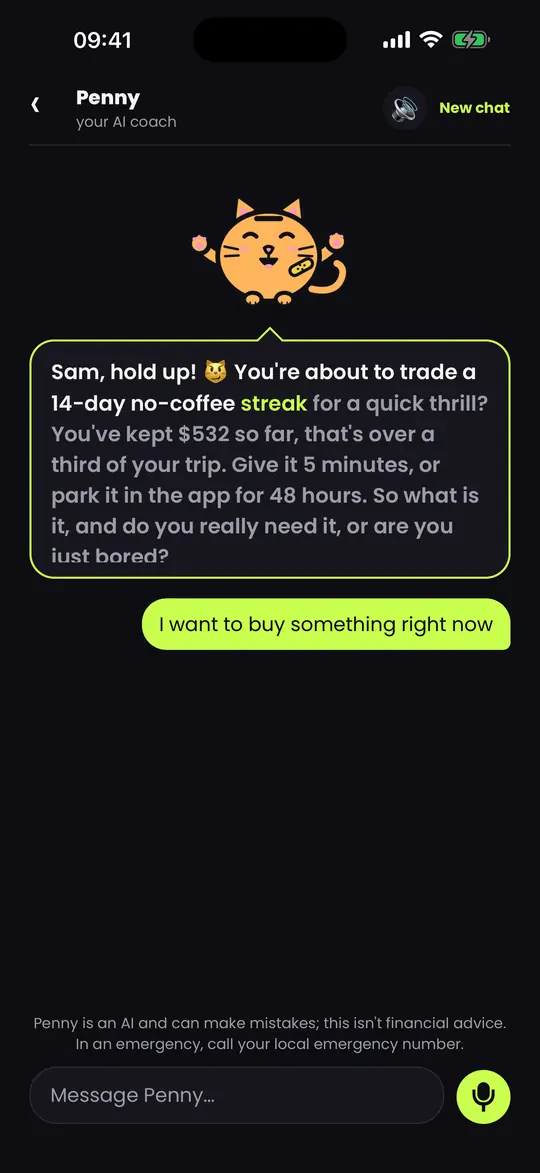 09:41
Penny
your AI coach
New chat
Sam, hold up! 😼 You're about to trade a
14-day no-coffee streak for a quick thrill?
You've kept $532 so far, that's over a
third of your trip. Give it 5 minutes, or
park it in the app for 48 hours. So what is
it, and do you really need it, or are you
just bored?
I want to buy something right now
Penny is an AI and can make mistakes; this isn't financial advice.
In an emergency, call your local emergency number.
Message Penny...